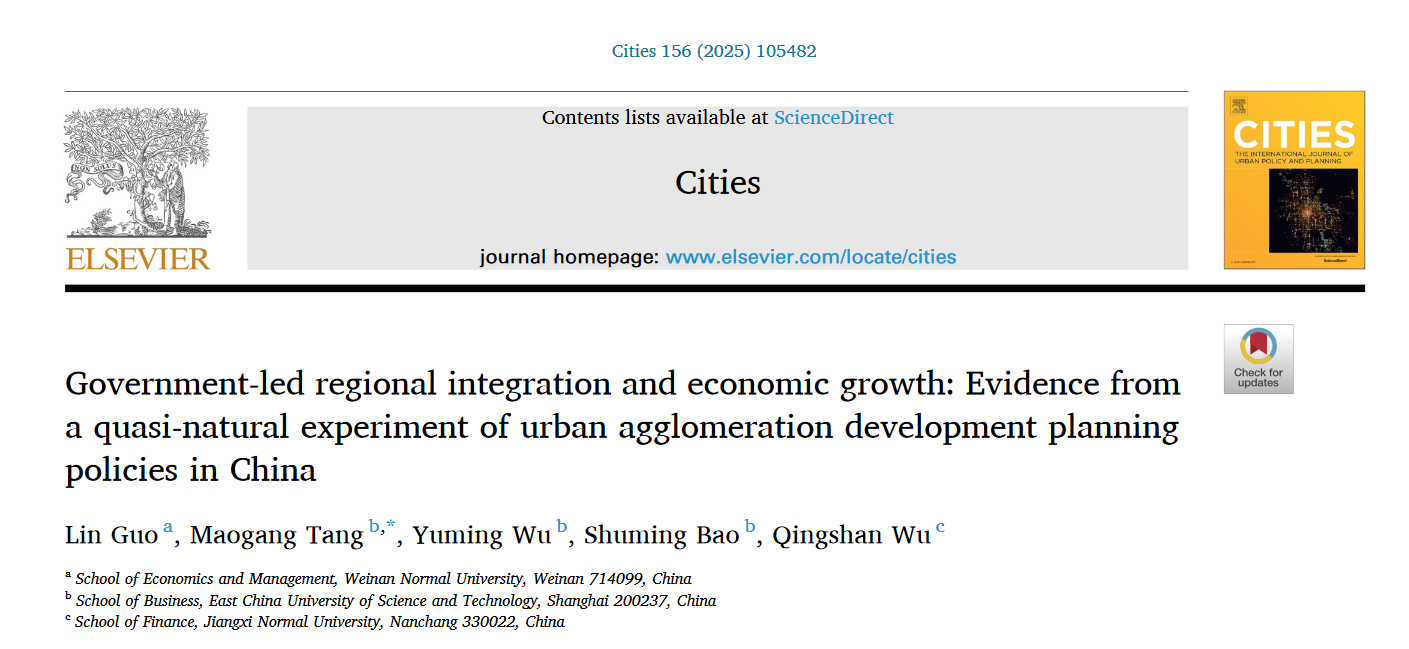 Cities 156 (2025) 105482
Contents lists available at ScienceDirect
Cities
journal homepage: www.elsevier.com/locate/cities
NON SOLUS
ELSEVIER
CITIES
THE INTERNATIONAL JOURNAL OF
URBAN POLICY AND PLANNING
ScienceDirect
Check for
updates
Government-led regional integration and economic growth: Evidence from
a quasi-natural experiment of urban agglomeration development planning
policies in China
Lin Guo a, Maogang Tang b,*, Yuming Wu b, Shuming Bao b, Qingshan Wu c
a School of Economics and Management, Weinan Normal University, Weinan 714099, China
b School of Business, East China University of Science and Technology, Shanghai 200237, China
c School of Finance, Jiangxi Normal University, Nanchang 330022, China